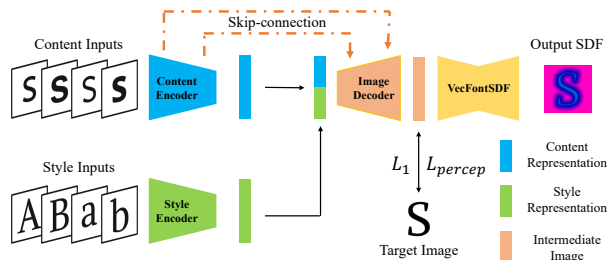 Skip-connection
Content Inputs
Output SDF
S S S S
Content
Encoder
Image
Decoder
VecFontSDF
S
Style Inputs
A B a b
Style
Encoder
L1 Lpercep
S
Target Image
Content
Representation
Style
Representation
Intermediate
Image